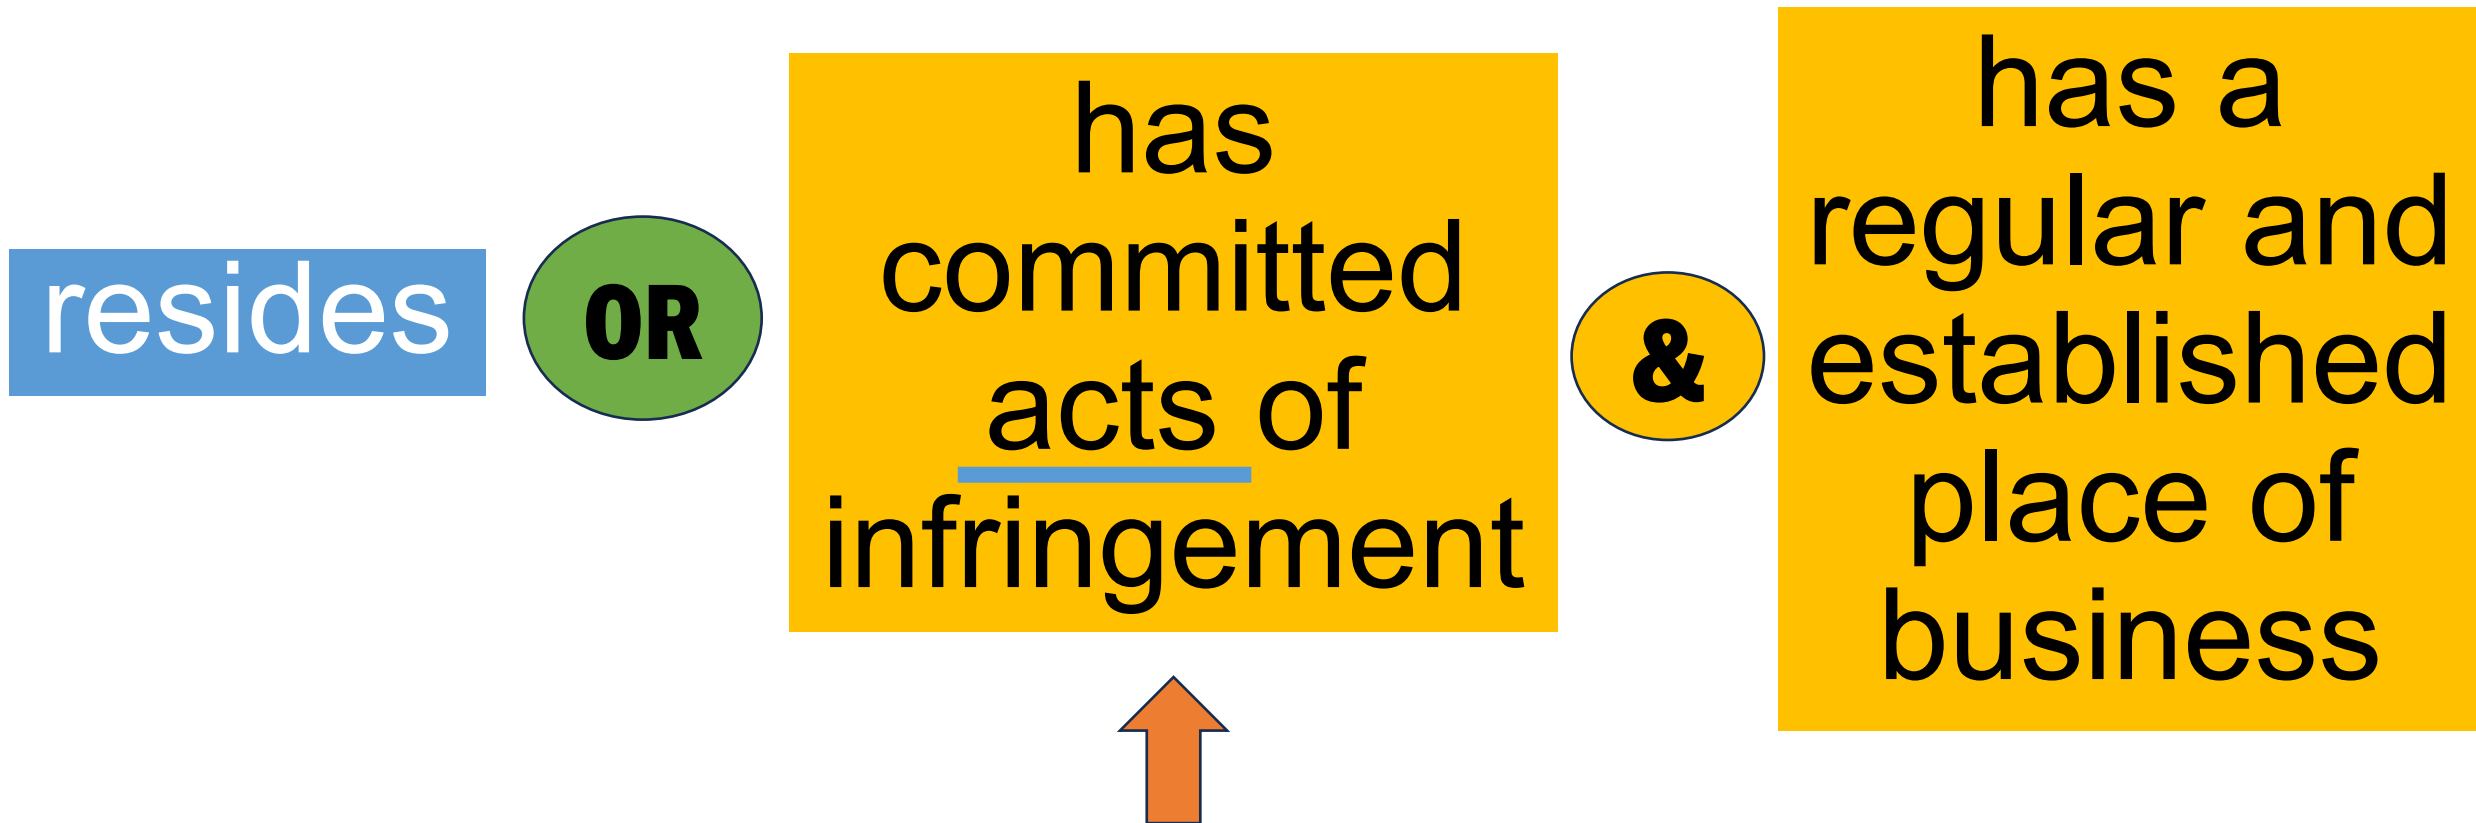 resides
OR
has
committed
acts of
infringement
&
has a
regular and
established
place of
business